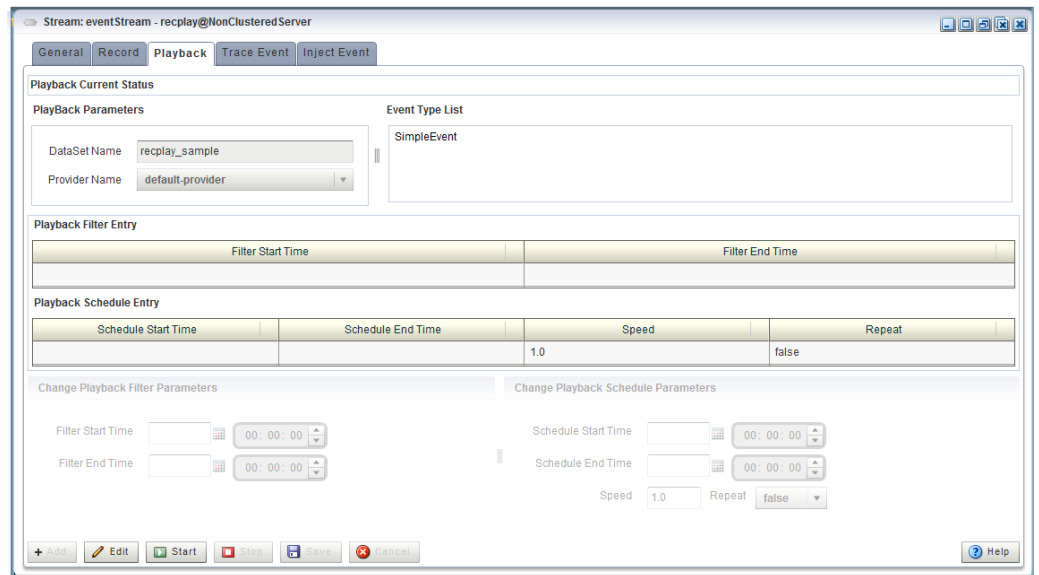 Stream: eventStream - recplay@NonClusteredServer
General Record Playback Trace Event Inject Event
Playback Current Status
PlayBack Parameters Event Type List
SimpleEvent
DataSet Name recplay_sample
Provider Name default-provider
Playback Filter Entry
Filter Start Time Filter End Time
Playback Schedule Entry
Schedule Start Time Schedule End Time Speed Repeat
1.0 false
Change Playback Filter Parameters Change Playback Schedule Parameters
Filter Start Time 00: 00: 00 Schedule Start Time 00: 00: 00
Filter End Time 00: 00: 00 Schedule End Time 00: 00: 00
Speed 1.0 Repeat false
Add Edit Start Stop Save Cancel Help